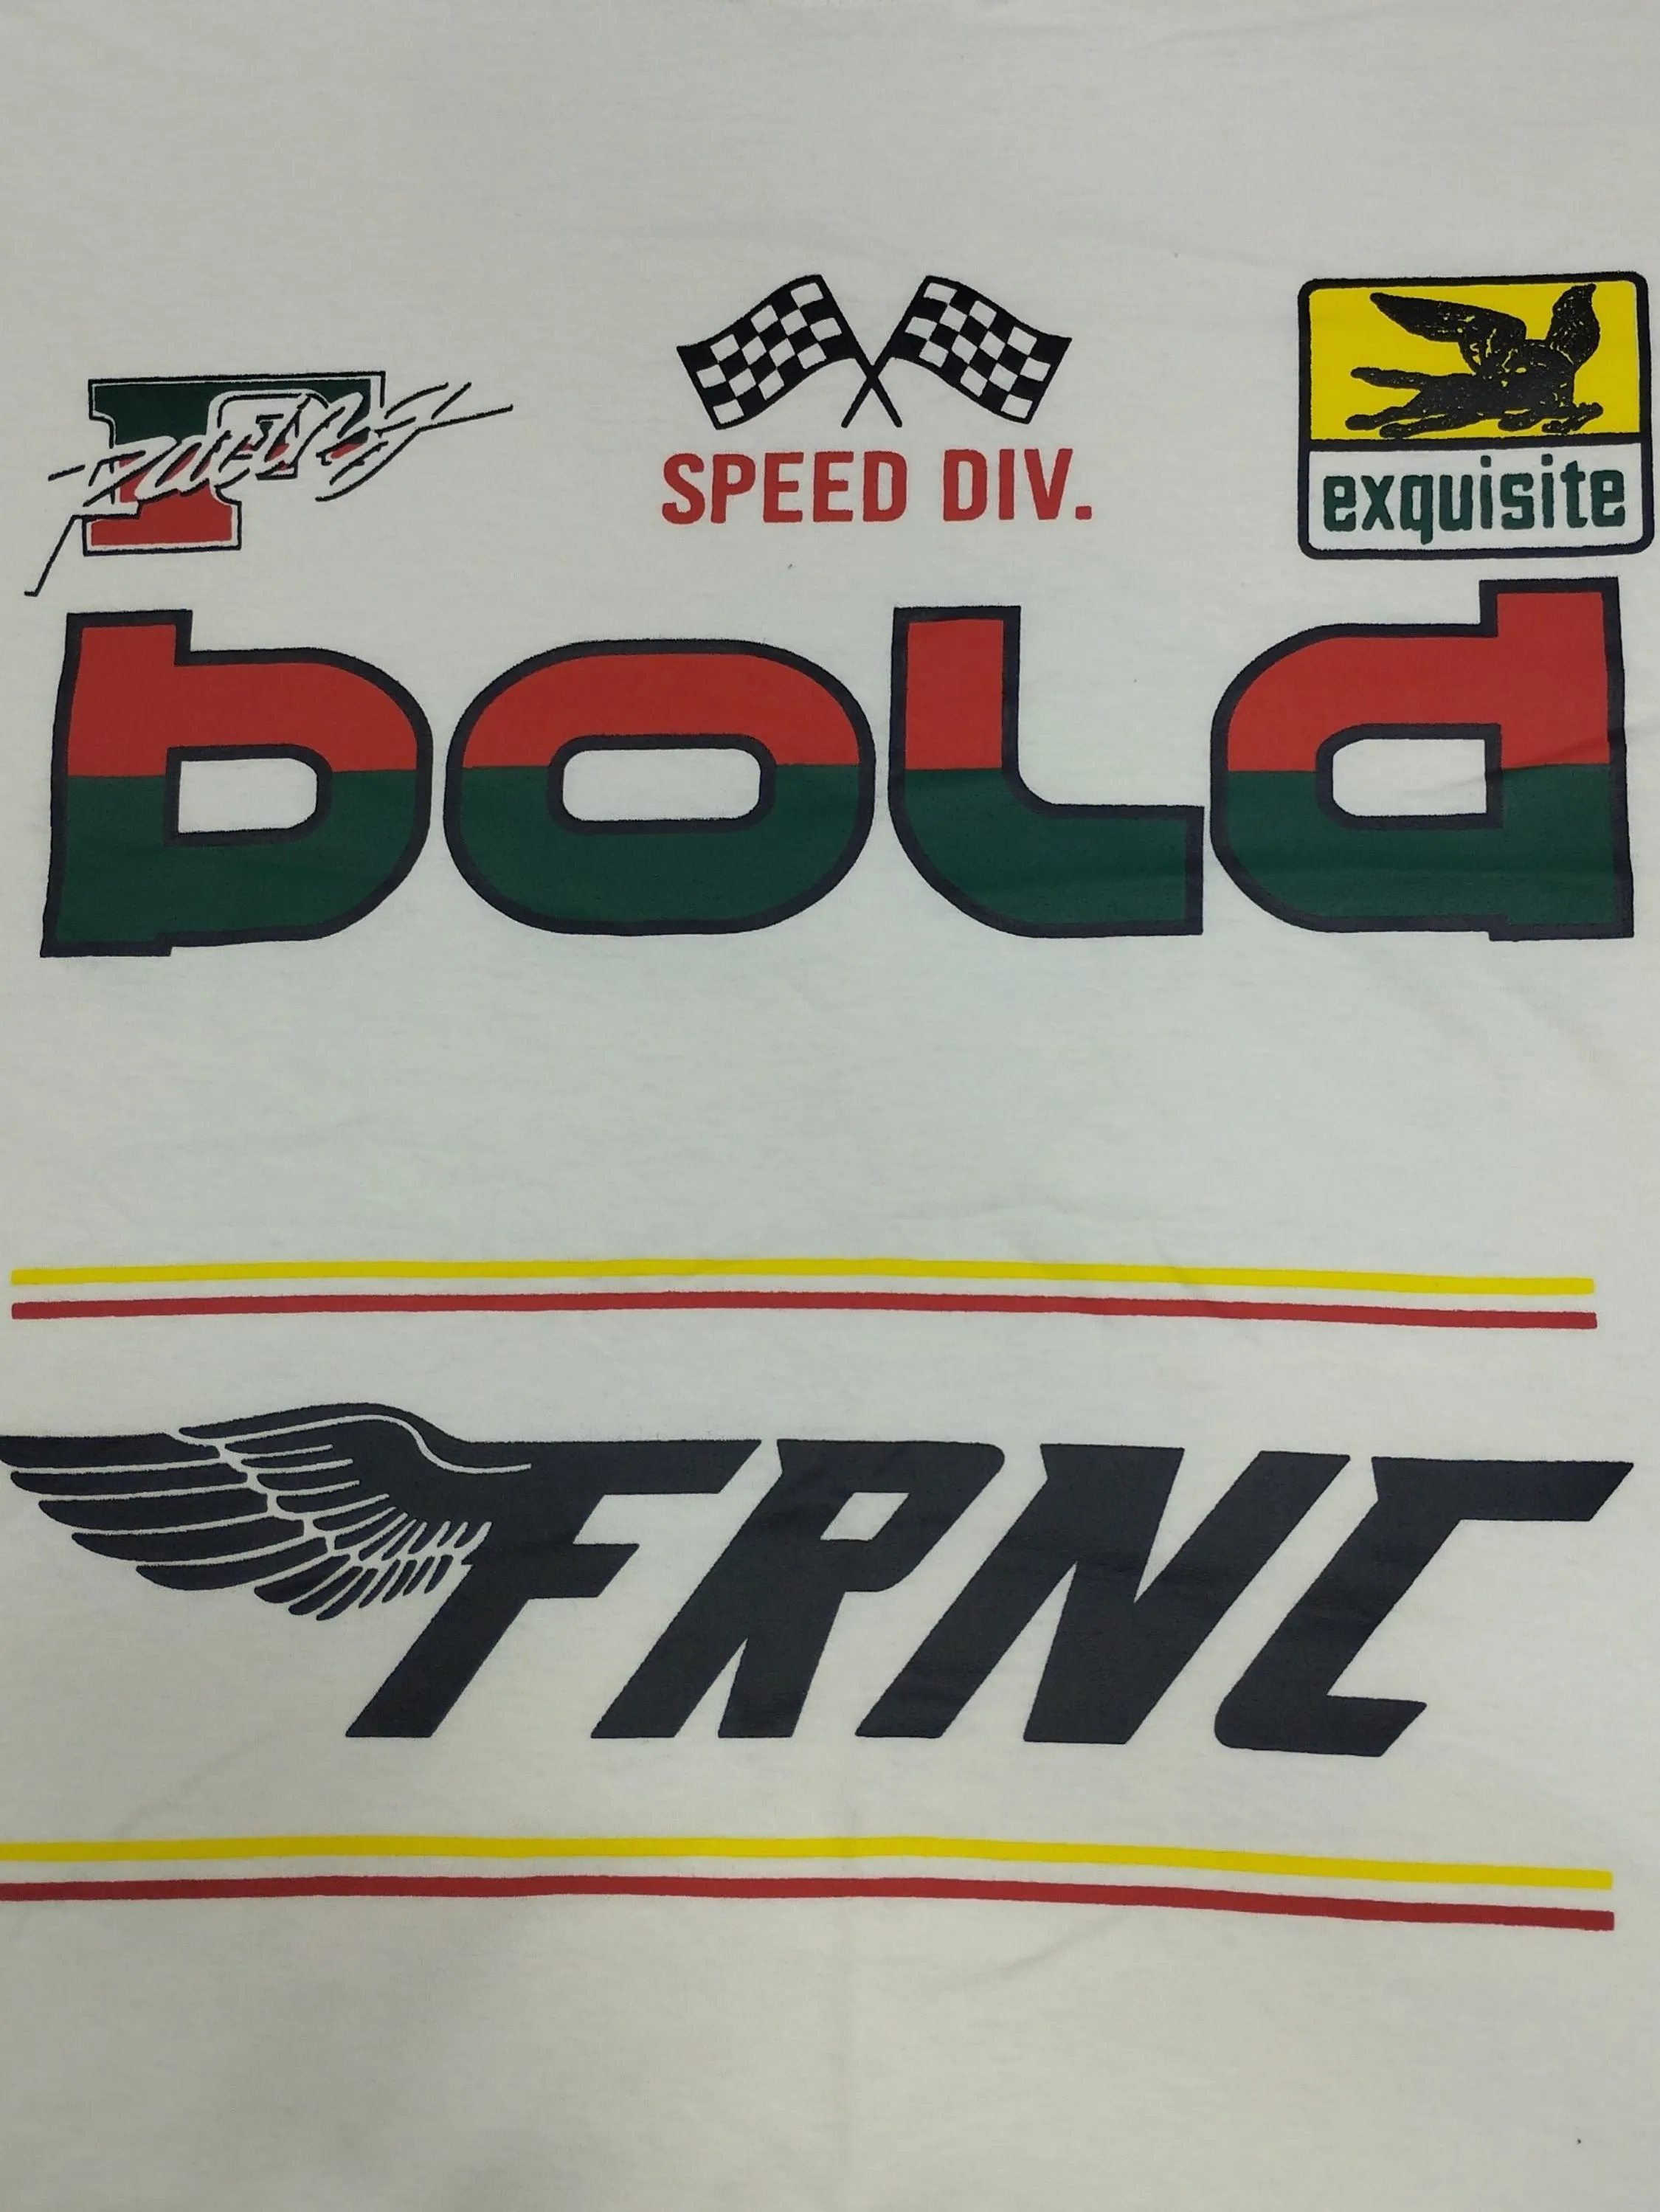 F Racing
SPEED DIV.
exquisite
bold
FRNC